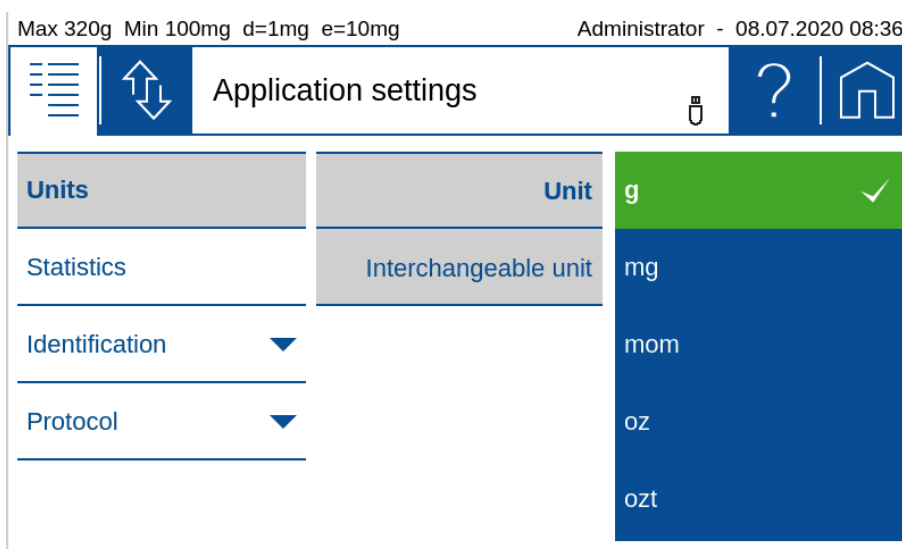 Max 320g Min 100mg d=1mg e=10mg Administrator - 08.07.2020 08:36
Application settings ?
Units Unit g
Statistics Interchangeable unit mg
Identification mom
Protocol oz
ozt